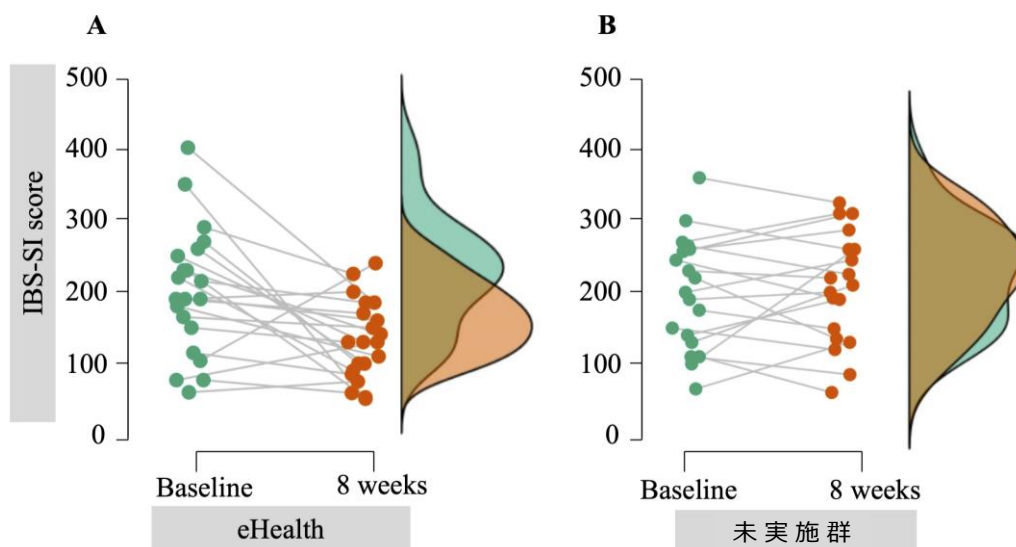 A
B
IBS-SI score
500
400
300
200
100
0
Baseline
8 weeks
eHealth
500
400
300
200
100
0
Baseline
8 weeks
未実施群